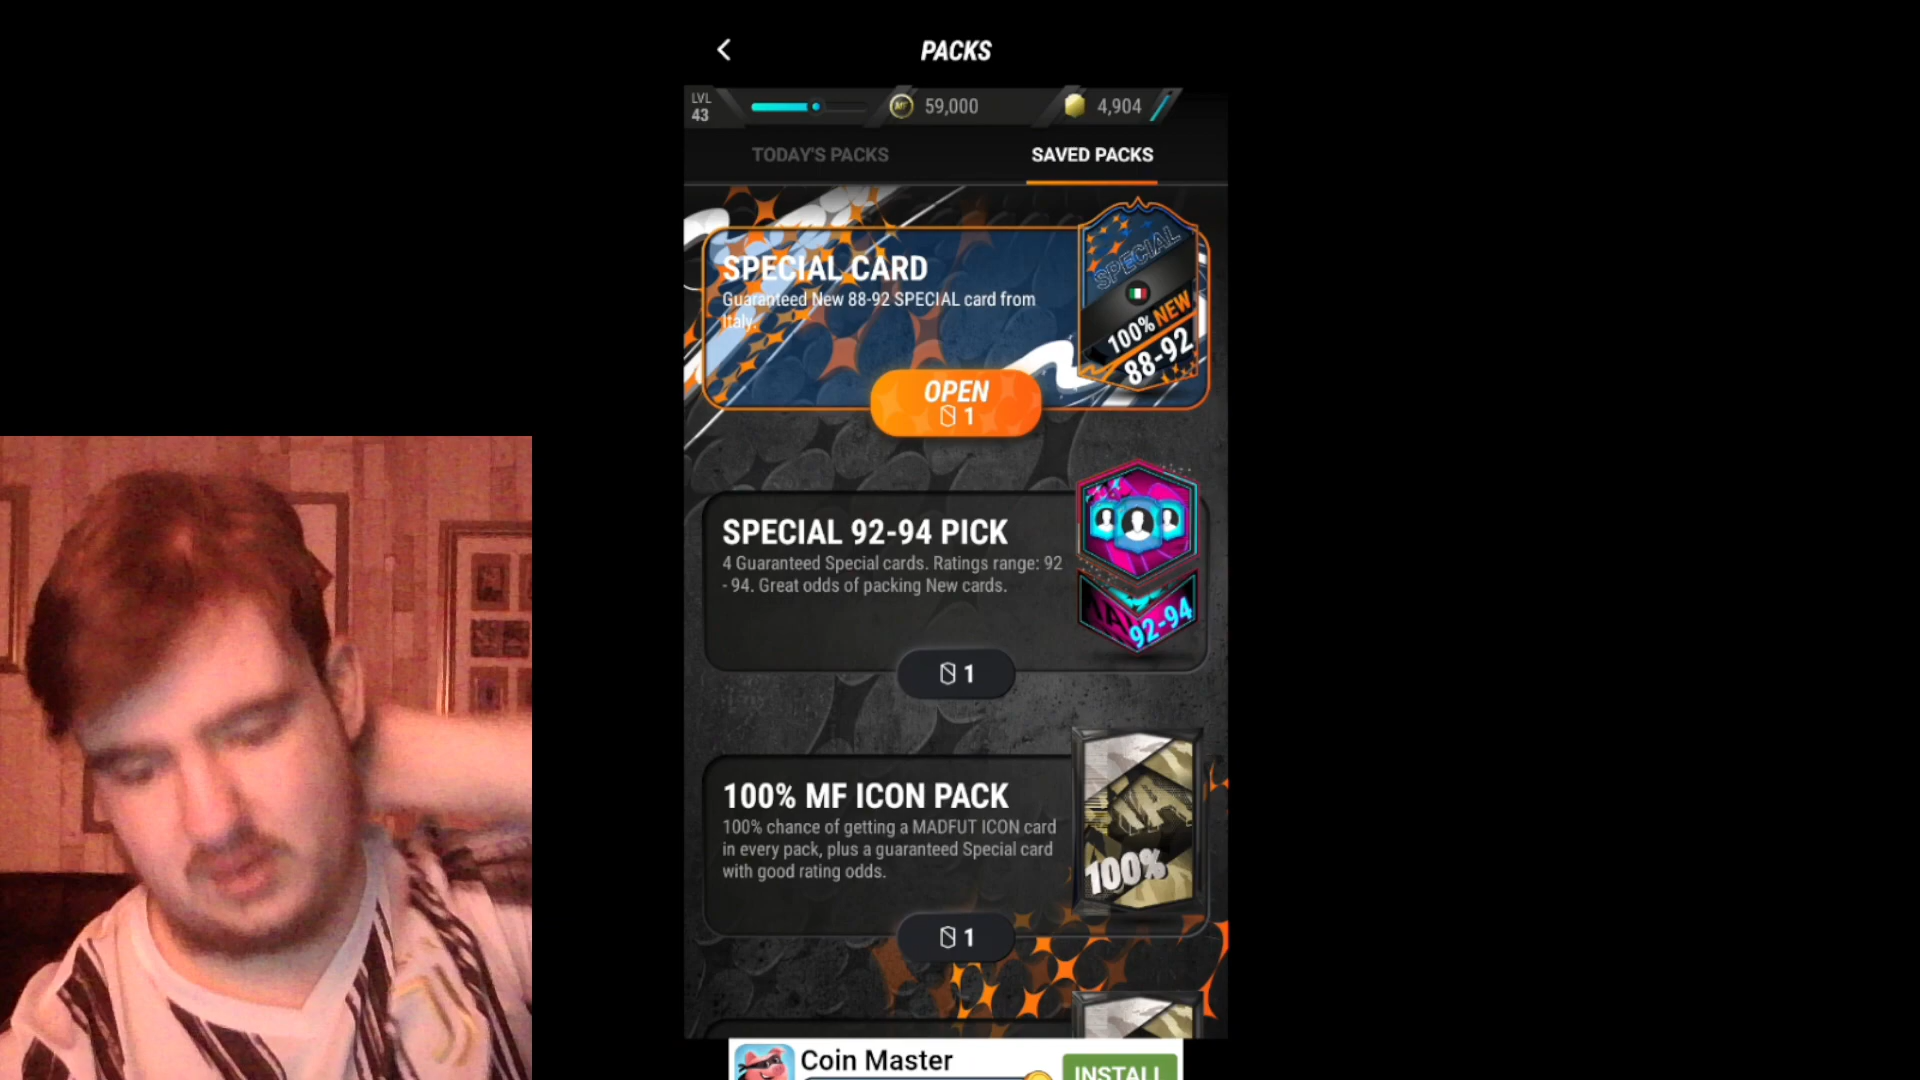 PACKS
LVL
43
MF
59,000
4,904
TODAY'S PACKS
SAVED PACKS
SPECIAL CARD
Guaranteed New 88-92 SPECIAL card from
Italy.
SPECIAL
100% NEW
88-92
OPEN
1
SPECIAL 92-94 PICK
4 Guaranteed Special cards. Ratings range: 92
- 94. Great odds of packing New cards.
92-94
1
100% MF ICON PACK
100% chance of getting a MADFUT ICON card
in every pack, plus a guaranteed Special card
with good rating odds.
100%
1
Coin Master
INSTALL